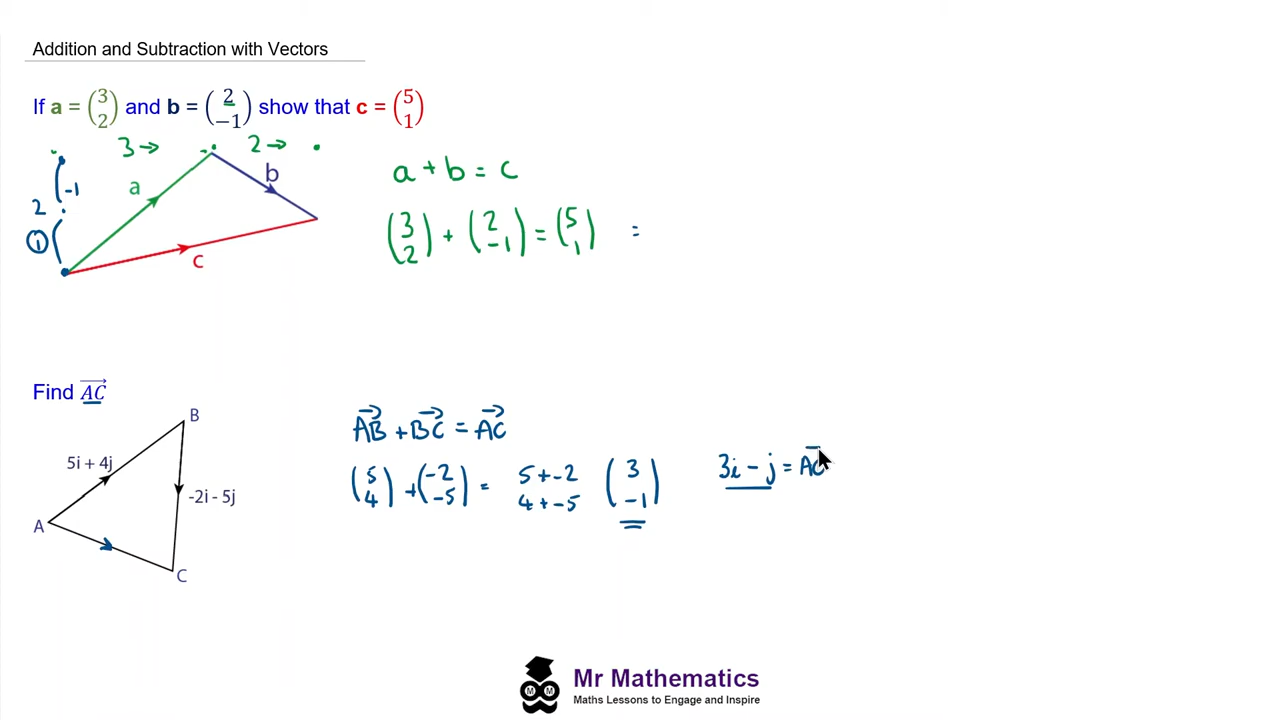 Addition and Subtraction with Vectors
If a = (3 2) and b = (2 −1) show that c = (5 1)
3→ 2→
a b
-1
2
①
c
a + b = c
(3 2) + (2 -1) = (5 1) =
Find AC
B
5i + 4j
-2i - 5j
A
C
AB + BC = AC
(5 4) + (-2 -5) = 5+-2 4+-5 (3 -1)
3i - j = AC
M M
Mr Mathematics
Maths Lessons to Engage and Inspire